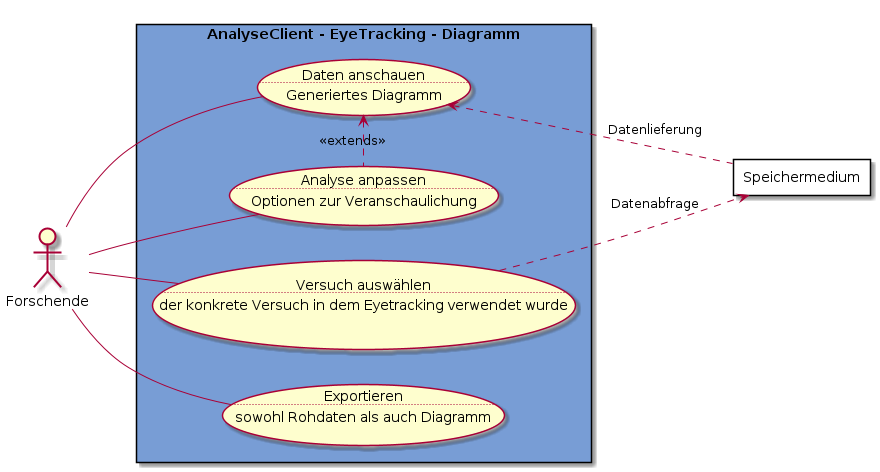 AnalyseClient - EyeTracking - Diagramm
Daten anschauen
Generiertes Diagramm
Datenlieferung
«extends»
Speichermedium
Analyse anpassen
Optionen zur Veranschaulichung
Datenabfrage
Forschende
Versuch auswählen
der konkrete Versuch in dem Eyetracking verwendet wurde
Exportieren
sowohl Rohdaten als auch Diagramm